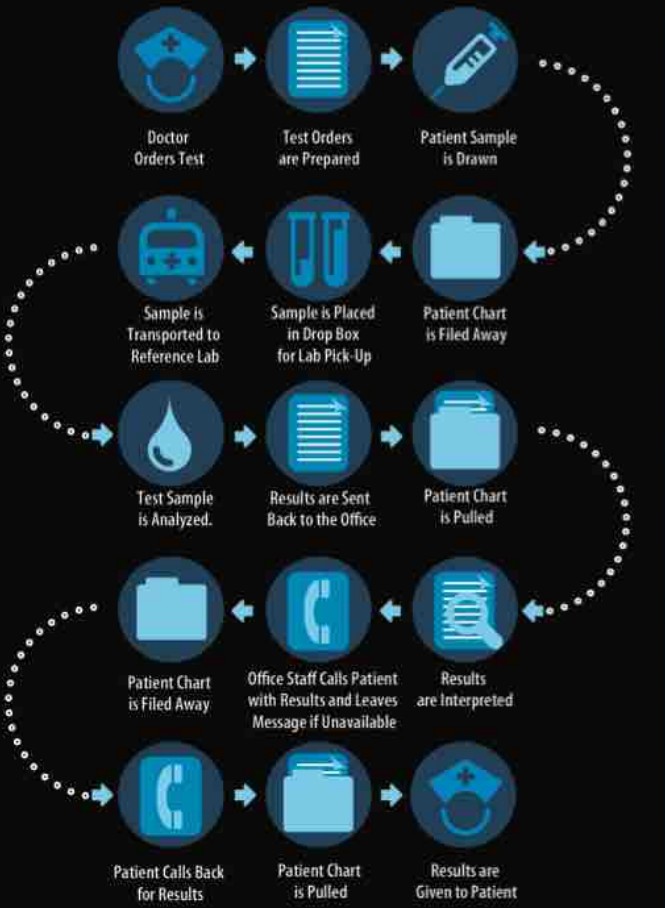 Doctor
Orders Test
Test Orders
are Prepared
Patient Sample
is Drawn
Patient Chart
is Filed Away
Sample is Placed
in Drop Box
for Lab Pick-Up
Sample is
Transported to
Reference Lab
Test Sample
is Analyzed.
Results are Sent
Back to the Office
Patient Chart
is Pulled
Results
are Interpreted
Office Staff Calls Patient
with Results and Leaves
Message if Unavailable
Patient Chart
is Filed Away
Patient Calls Back
for Results
Patient Chart
is Pulled
Results are
Given to Patient